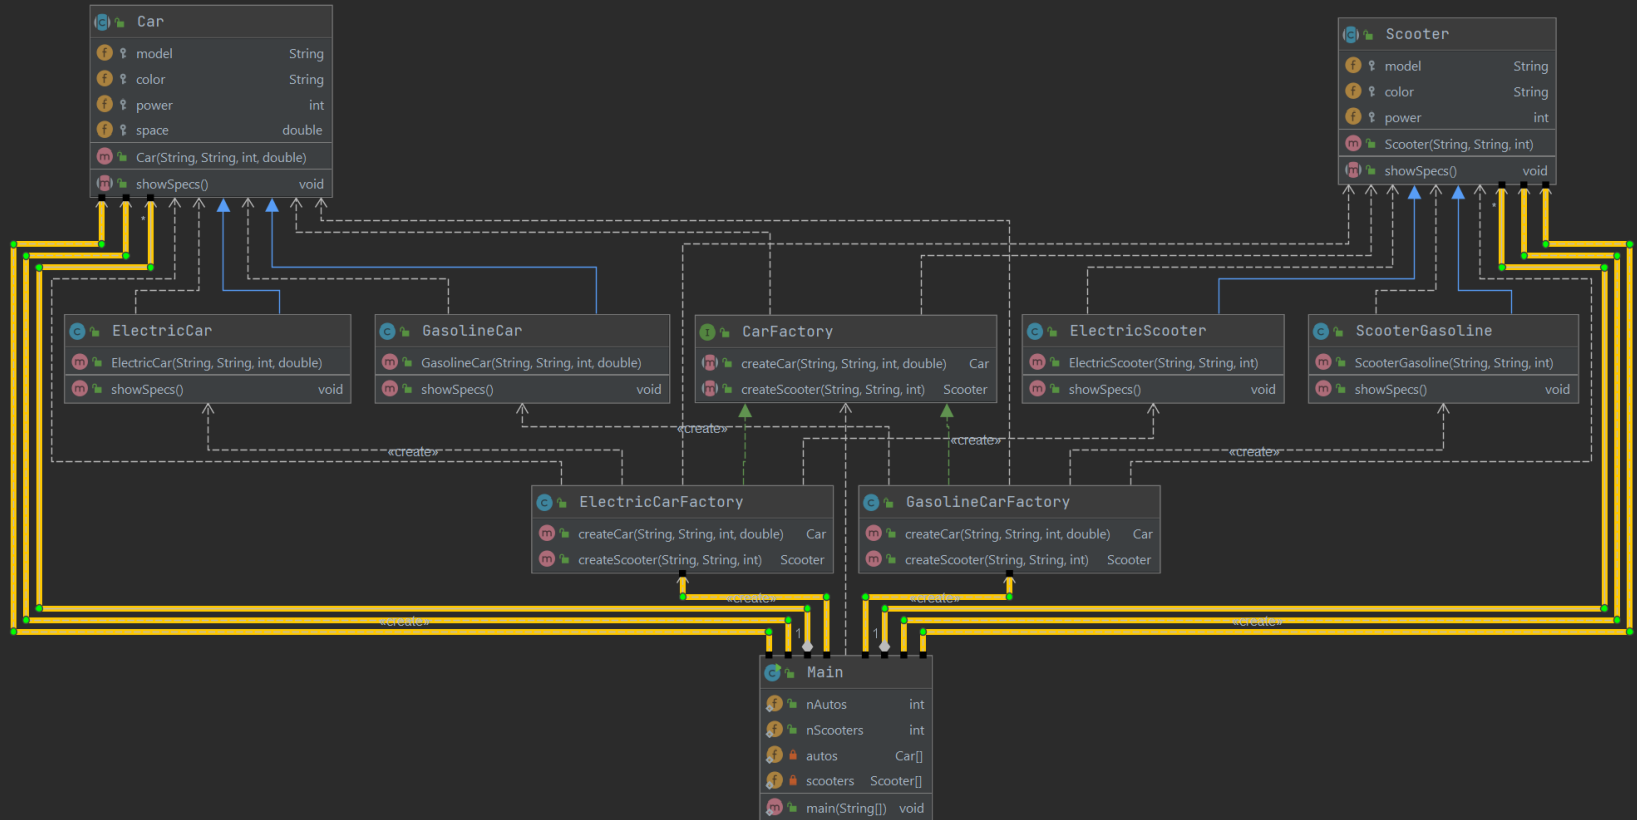 Car
model String
color String
power int
space double
Car(String, String, int, double)
showSpecs() void
*
Scooter
model String
color String
power int
Scooter(String, String, int)
showSpecs() void
*
ElectricCar
ElectricCar(String, String, int, double)
showSpecs() void
GasolineCar
GasolineCar(String, String, int, double)
showSpecs() void
CarFactory
createCar(String, String, int, double) Car
createScooter(String, String, int) Scooter
ElectricScooter
ElectricScooter(String, String, int)
showSpecs() void
ScooterGasoline
ScooterGasoline(String, String, int)
showSpecs() void
«create»
«create»
«create»
«create»
ElectricCarFactory
createCar(String, String, int, double) Car
createScooter(String, String, int) Scooter
GasolineCarFactory
createCar(String, String, int, double) Car
createScooter(String, String, int) Scooter
«create»
«create»
«create»
«create»
1
1
Main
nAutos int
nScooters int
autos Car[]
scooters Scooter[]
main(String[]) void